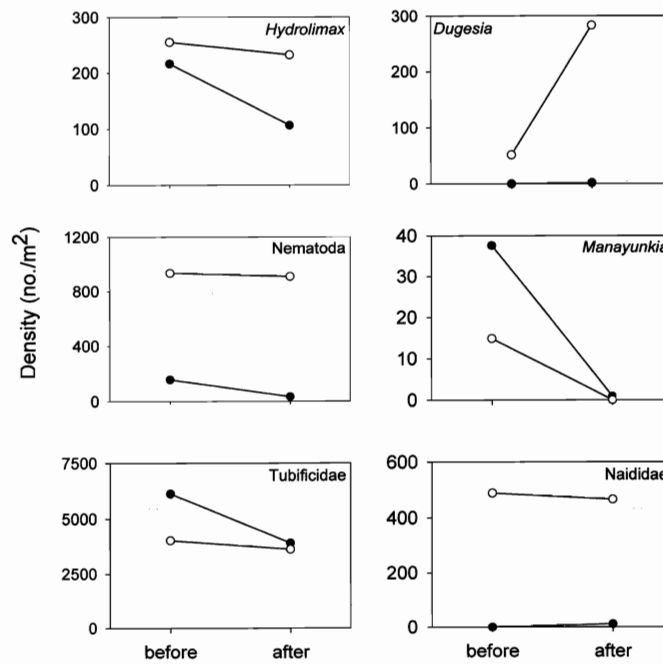 Density (no./m²)
Hydrolimax
300
200
100
0
Dugesia
300
200
100
0
Nematoda
1200
800
400
0
Manayunkia
40
30
20
10
0
Tubificidae
7500
5000
2500
0
before after
Naididae
600
400
200
0
before after